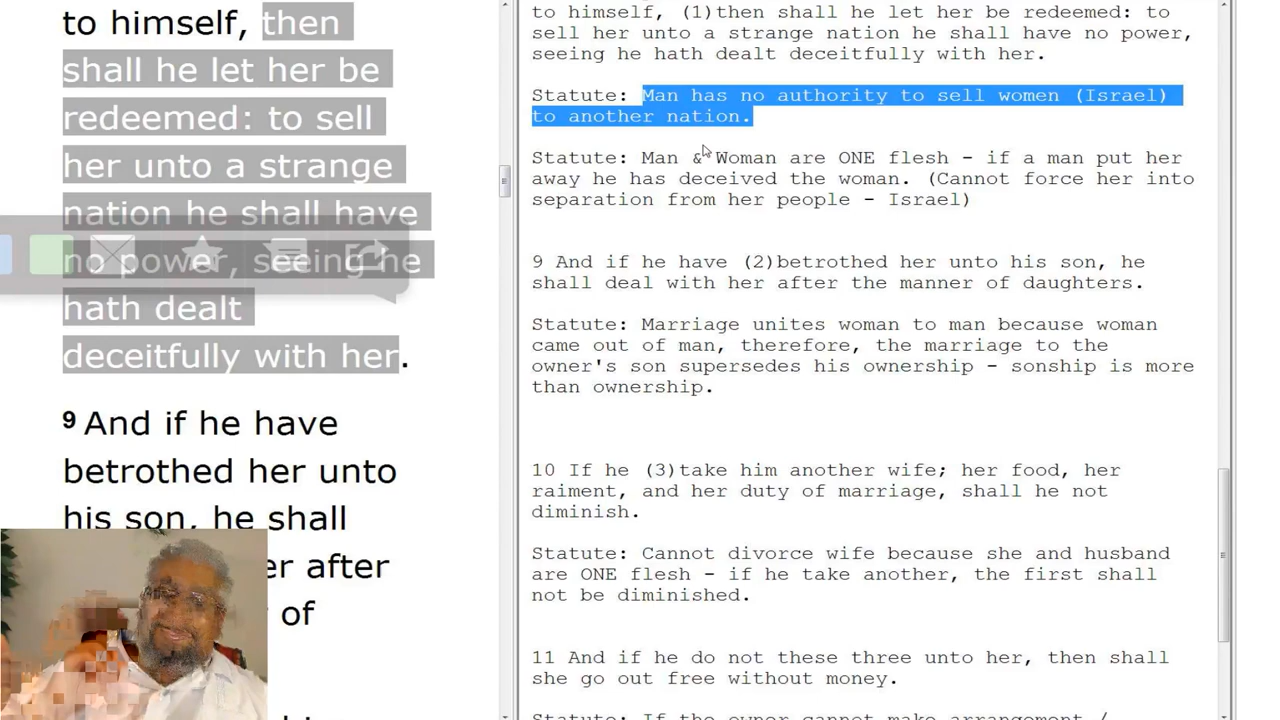 to himself, then
shall he let her be
redeemed: to sell
her unto a strange
nation he shall have
no power, seeing he
hath dealt
deceitfully with her.
9 And if he have
betrothed her unto
his son, he shall
er after
of
to himself, (1)then shall he let her be redeemed: to
sell her unto a strange nation he shall have no power,
seeing he hath dealt deceitfully with her.
Statute: Man has no authority to sell women (Israel)
to another nation.
Statute: Man & Woman are ONE flesh - if a man put her
away he has deceived the woman. (Cannot force her into
separation from her people - Israel)
9 And if he have (2)betrothed her unto his son, he
shall deal with her after the manner of daughters.
Statute: Marriage unites woman to man because woman
came out of man, therefore, the marriage to the
owner's son supersedes his ownership - sonship is more
than ownership.
10 If he (3)take him another wife; her food, her
raiment, and her duty of marriage, shall he not
diminish.
Statute: Cannot divorce wife because she and husband
are ONE flesh - if he take another, the first shall
not be diminished.
11 And if he do not these three unto her, then shall
she go out free without money.
Statute: If the owner cannot make arrangement /